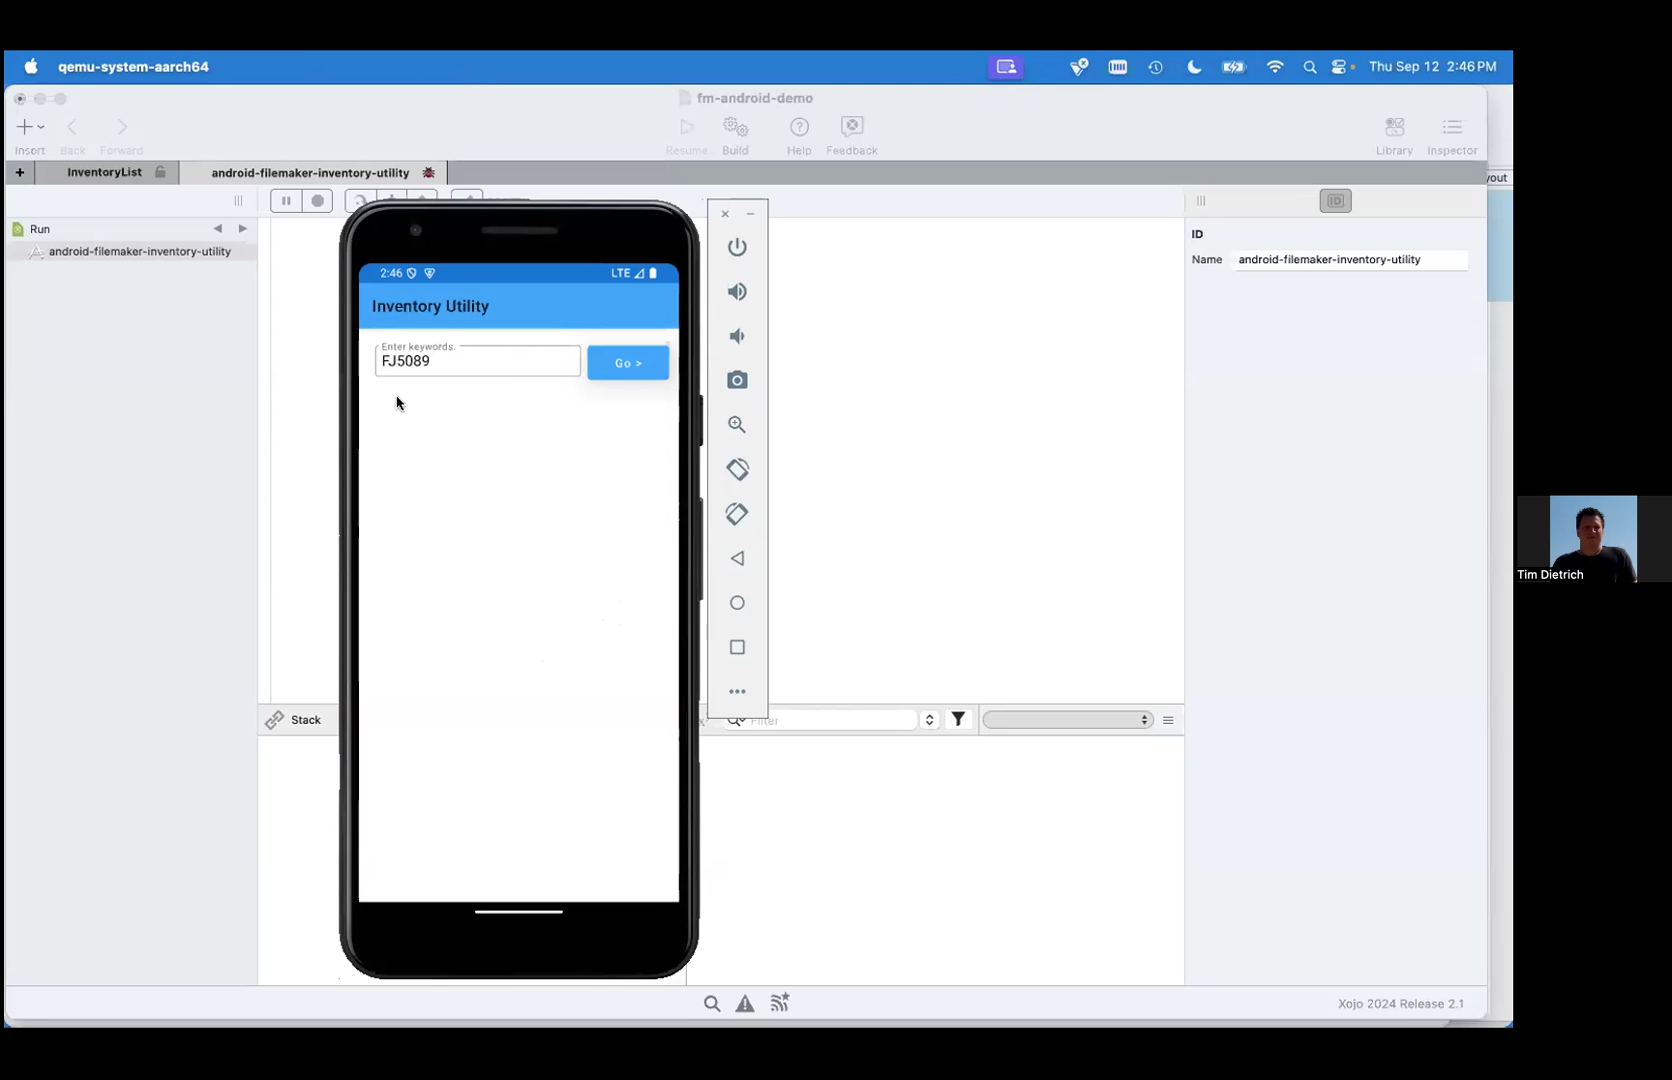 qemu-system-aarch64
Thu Sep 12 2:46 PM
fm-android-demo
Insert
Back
Forward
Resume
Build
Help
Feedback
Library
Inspector
InventoryList
android-filemaker-inventory-utility
yout
Run
android-filemaker-inventory-utility
ID
ID
Name
android-filemaker-inventory-utility
2:46
LTE
Inventory Utility
Enter keywords.
FJ5089
Go >
Tim Dietrich
Stack
Filter
Xojo 2024 Release 2.1